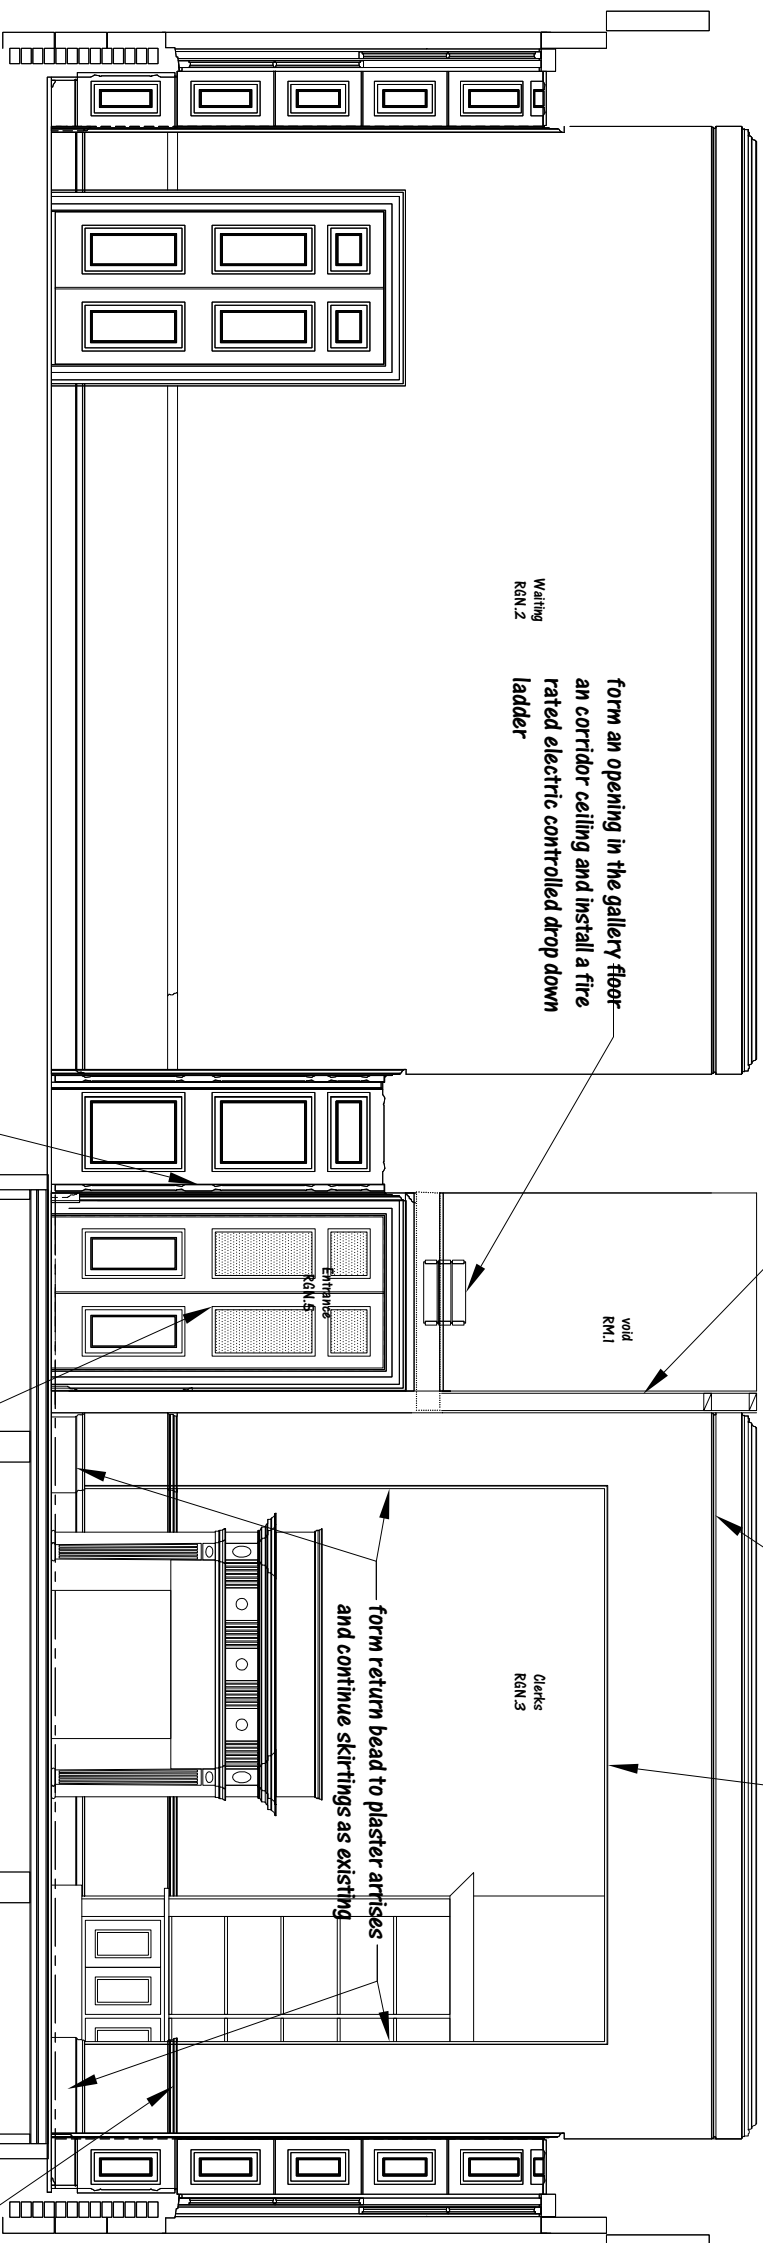 Waiting
RGN.2
form an opening in the gallery floor
an corridor ceiling and install a fire
rated electric controlled drop down
ladder
void
RM.1
Entrance
RGN.5
Clerks
RGN.3
form return bead to plaster arrises
and continue skirtings as existing